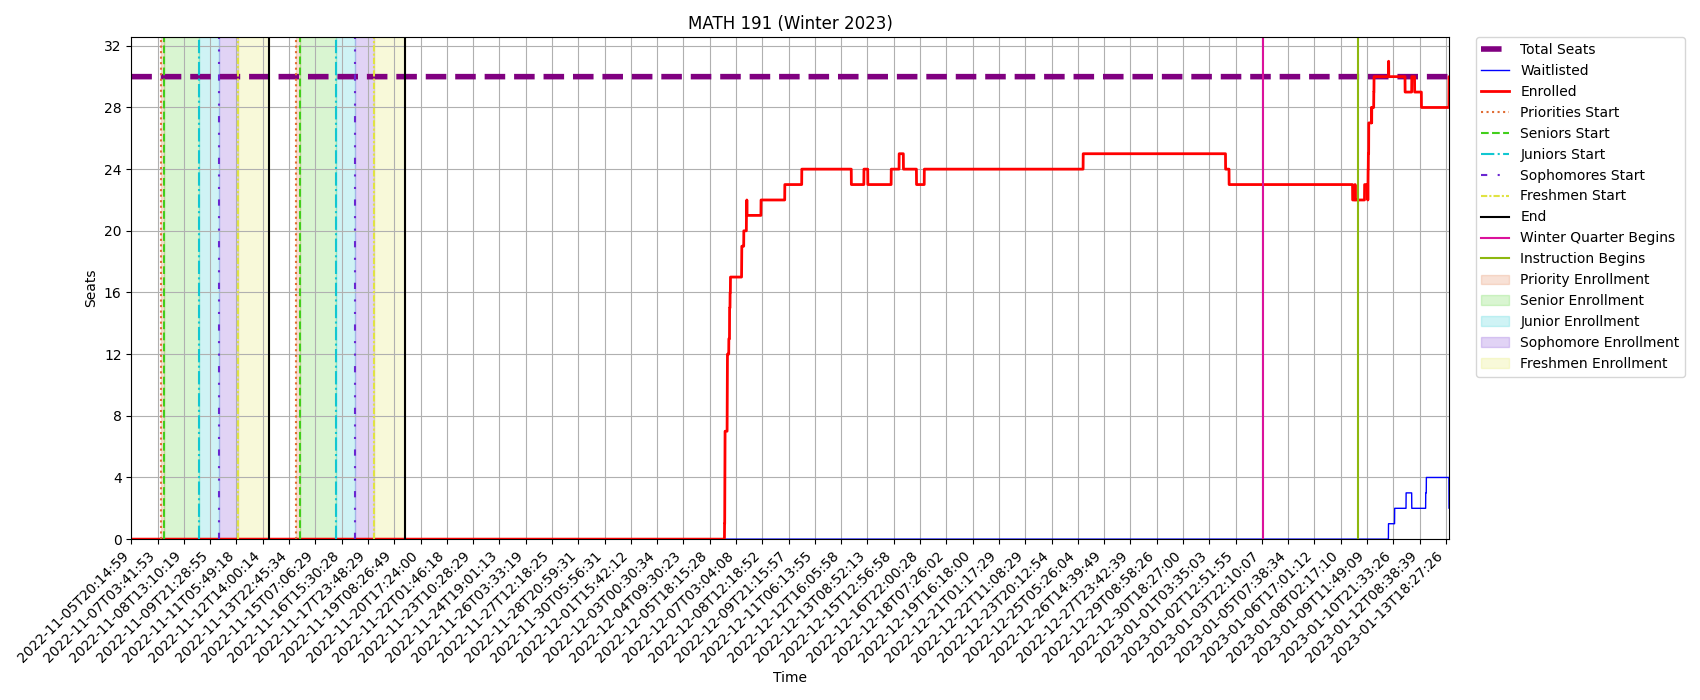 MATH 191 (Winter 2023)
Seats
32
28
24
20
16
12
8
4
0
2022-11-05T20:14:59
2022-11-07T03:41:53
2022-11-08T13:10:19
2022-11-09T21:28:55
2022-11-11T05:49:18
2022-11-12T14:00:14
2022-11-13T22:45:34
2022-11-15T07:06:29
2022-11-16T15:30:28
2022-11-17T23:48:29
2022-11-19T08:26:49
2022-11-20T17:24:00
2022-11-22T01:46:18
2022-11-23T10:28:29
2022-11-24T19:01:13
2022-11-26T03:33:19
2022-11-27T12:18:25
2022-11-28T20:59:31
2022-11-30T05:56:31
2022-12-01T15:42:12
2022-12-03T00:30:34
2022-12-04T09:30:23
2022-12-05T18:15:28
2022-12-07T03:04:08
2022-12-08T12:18:52
2022-12-09T21:15:57
2022-12-11T06:13:55
2022-12-12T16:05:58
2022-12-13T08:52:13
2022-12-15T12:56:58
2022-12-16T22:00:28
2022-12-18T07:26:02
2022-12-19T16:18:00
2022-12-21T01:17:29
2022-12-22T11:08:29
2022-12-23T20:12:54
2022-12-25T05:26:04
2022-12-26T14:39:49
2022-12-27T23:42:39
2022-12-29T08:58:26
2022-12-30T18:27:00
2023-01-01T03:35:03
2023-01-02T12:51:55
2023-01-03T22:10:07
2023-01-05T07:38:34
2023-01-06T17:01:12
2023-01-08T02:17:10
2023-01-09T11:49:09
2023-01-10T21:33:26
2023-01-12T08:38:39
2023-01-13T18:27:26
Time
Total Seats
Waitlisted
Enrolled
Priorities Start
Seniors Start
Juniors Start
Sophomores Start
Freshmen Start
End
Winter Quarter Begins
Instruction Begins
Priority Enrollment
Senior Enrollment
Junior Enrollment
Sophomore Enrollment
Freshmen Enrollment